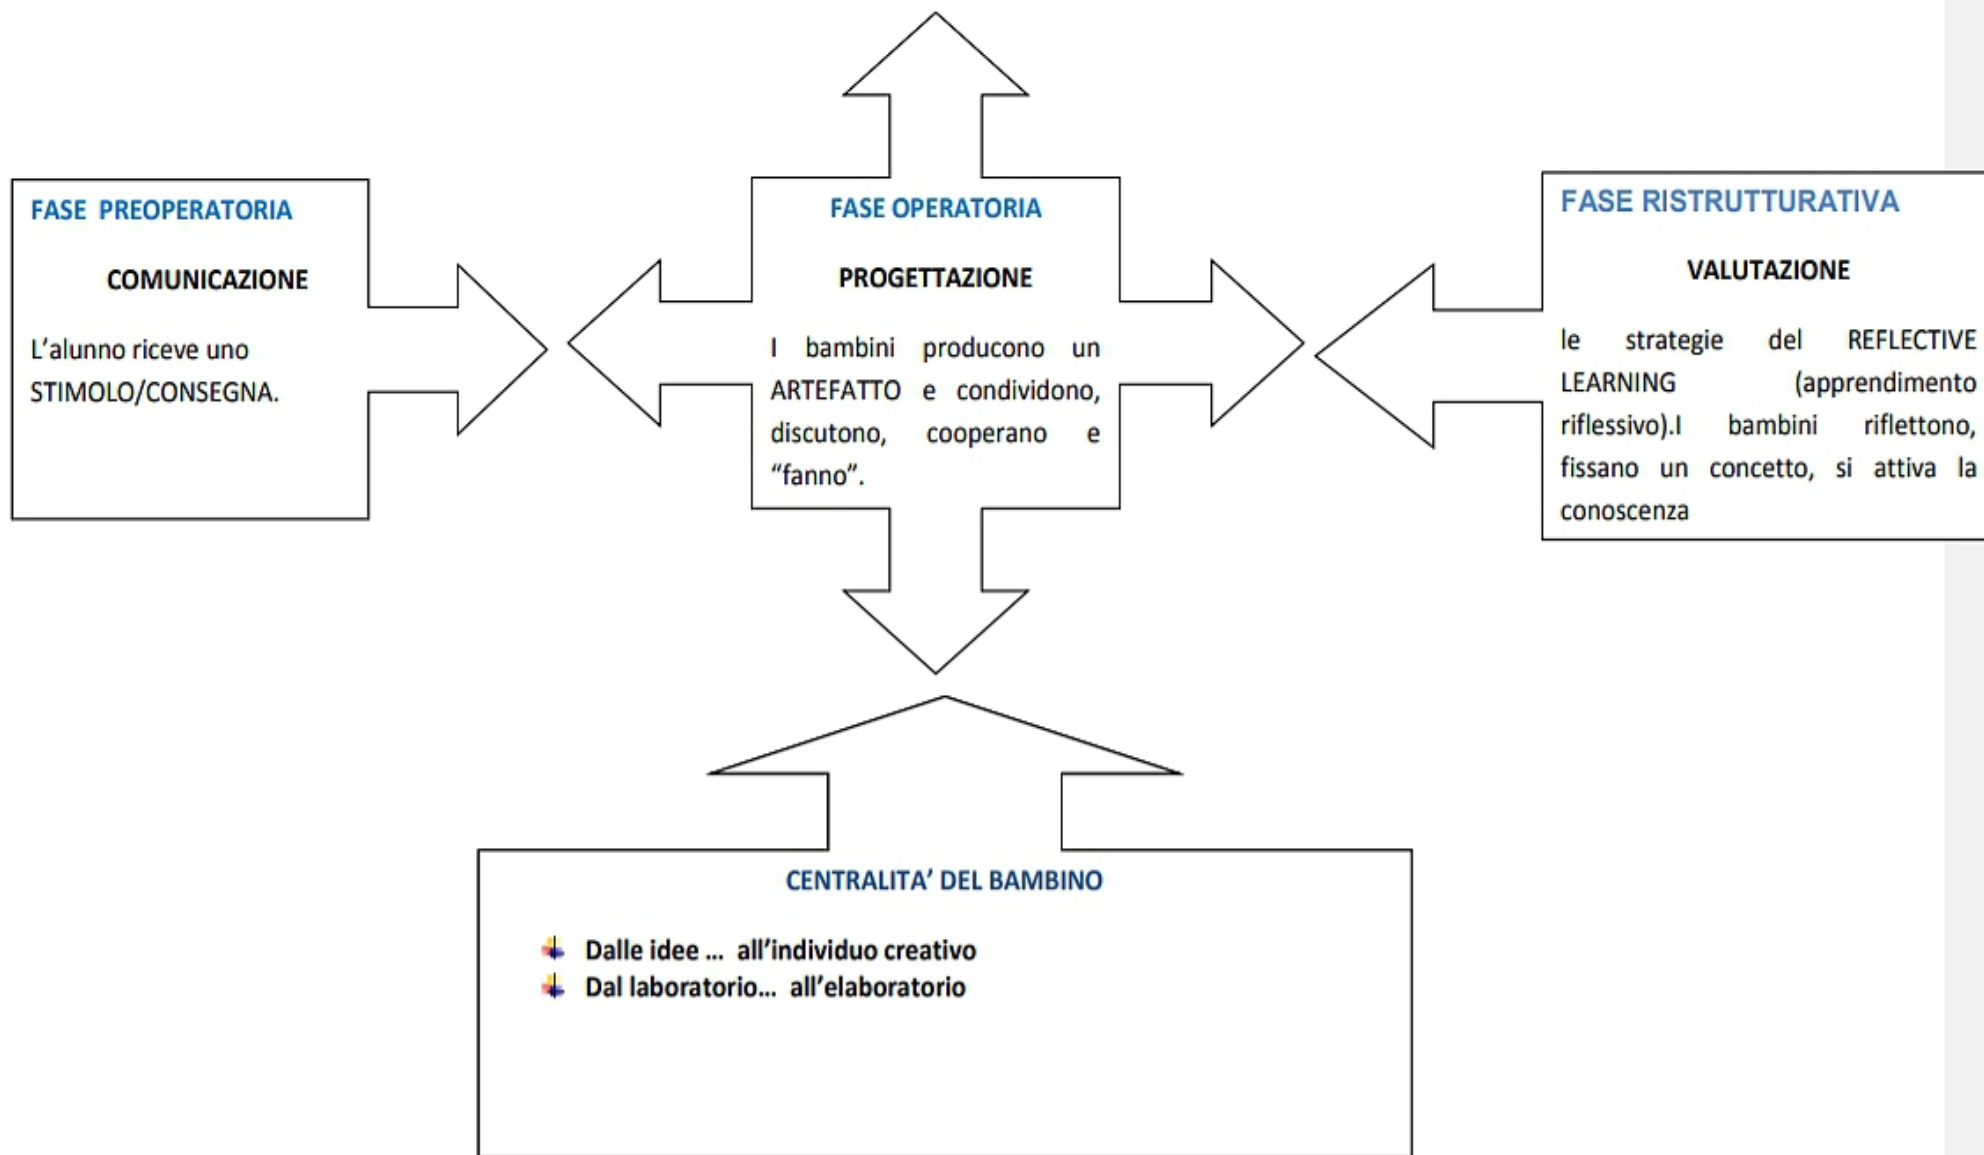 FASE PREOPERATORIA
COMUNICAZIONE
L'alunno riceve uno
STIMOLO/CONSEGNA.
FASE OPERATORIA
PROGETTAZIONE
I bambini producono un
ARTEFATTO e condividono,
discutono, cooperano e
“fanno”.
FASE RISTRUTTURATIVA
VALUTAZIONE
le strategie del REFLECTIVE
LEARNING (apprendimento
riflessivo).I bambini riflettono,
fissano un concetto, si attiva la
conoscenza
CENTRALITA’ DEL BAMBINO
Dalle idee ... all’individuo creativo
Dal laboratorio... all’elaboratorio